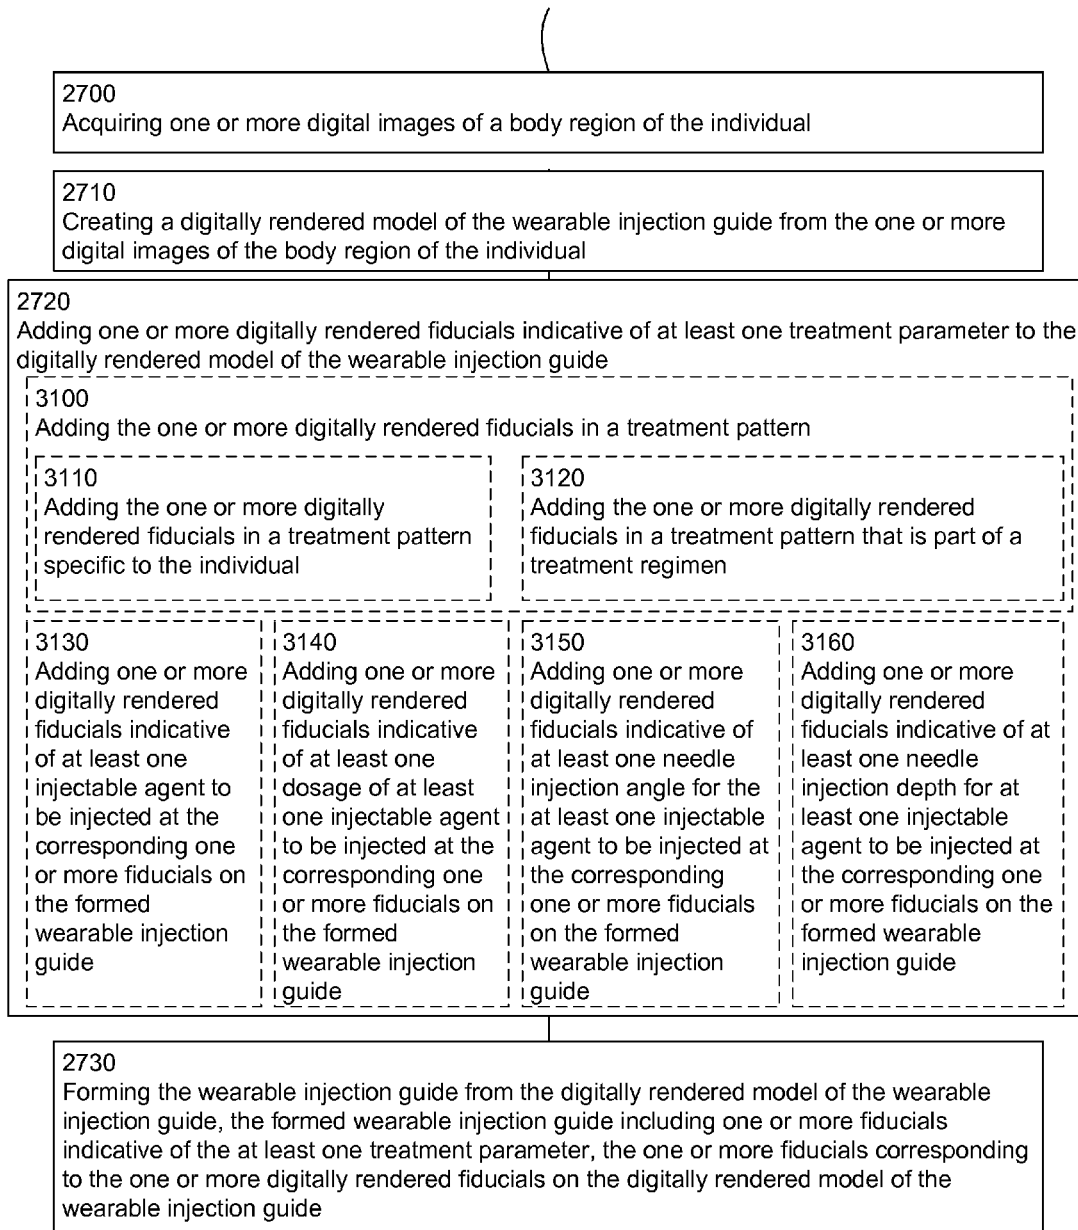 2700
Acquiring one or more digital images of a body region of the individual
2710
Creating a digitally rendered model of the wearable injection guide from the one or more
digital images of the body region of the individual
2720
Adding one or more digitally rendered fiducials indicative of at least one treatment parameter to the
digitally rendered model of the wearable injection guide
3100
Adding the one or more digitally rendered fiducials in a treatment pattern
3110
Adding the one or more digitally
rendered fiducials in a treatment pattern
specific to the individual
3120
Adding the one or more digitally rendered
fiducials in a treatment pattern that is part of a
treatment regimen
3130
Adding one or more
digitally rendered
fiducials indicative
of at least one
injectable agent to
be injected at the
corresponding one
or more fiducials on
the formed
wearable injection
guide
3140
Adding one or more
digitally rendered
fiducials indicative
of at least one
dosage of at least
one injectable agent
to be injected at the
corresponding one
or more fiducials on
the formed
wearable injection
guide
3150
Adding one or more
digitally rendered
fiducials indicative of
at least one needle
injection angle for the
at least one injectable
agent to be injected at
the corresponding
one or more fiducials
on the formed
wearable injection
guide
3160
Adding one or more
digitally rendered
fiducials indicative of at
least one needle
injection depth for at
least one injectable
agent to be injected at
the corresponding one
or more fiducials on the
formed wearable
injection guide
2730
Forming the wearable injection guide from the digitally rendered model of the wearable
injection guide, the formed wearable injection guide including one or more fiducials
indicative of the at least one treatment parameter, the one or more fiducials corresponding
to the one or more digitally rendered fiducials on the digitally rendered model of the
wearable injection guide